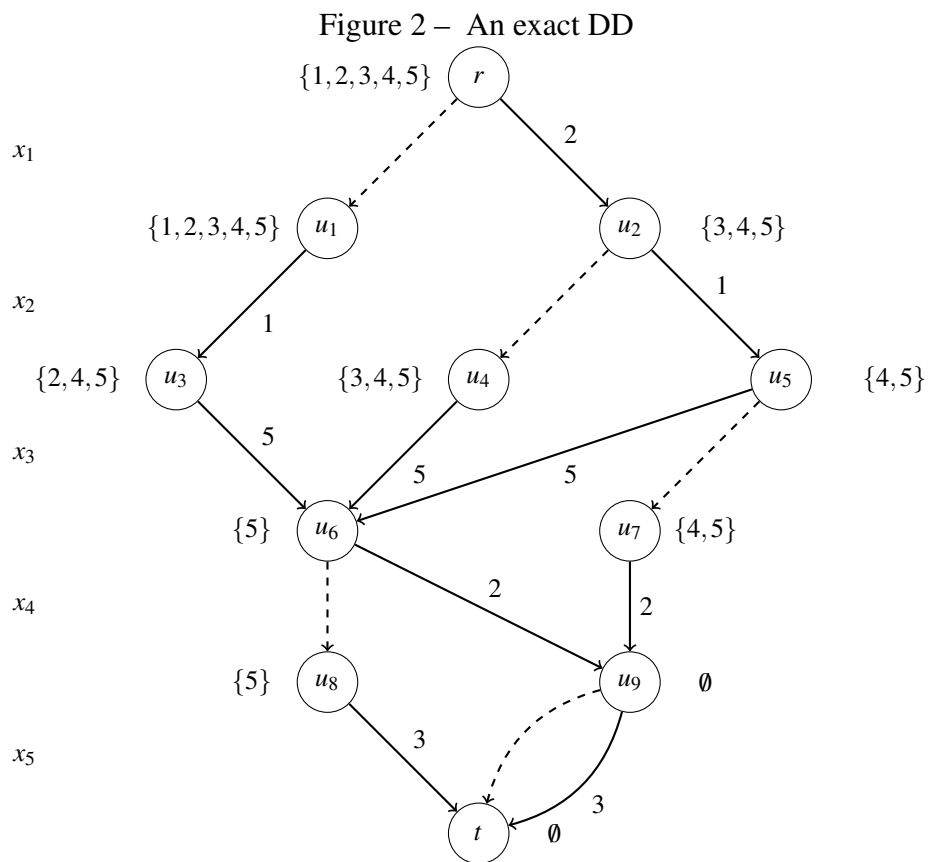 Figure 2 – An exact DD
{1,2,3,4,5} r
x₁ 2
{1,2,3,4,5} u₁ u₂ {3,4,5}
x₂ 1 1
{2,4,5} u₃ {3,4,5} u₄ u₅ {4,5}
x₃ 5 5 5
{5} u₆ u₇ {4,5}
x₄ 2 2
{5} u₈ u₉ ∅
x₅ 3 3
t ∅